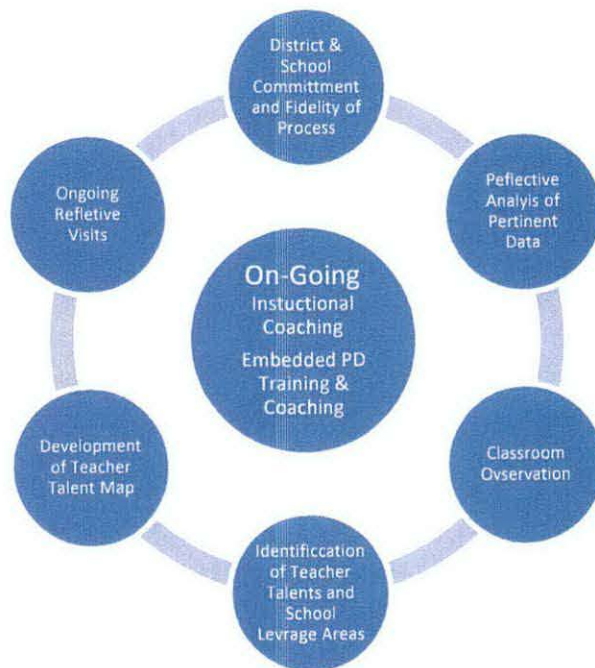 District &
School
Committment
and Fidelity of
Process
Peflective
Analyis of
Pertinent
Data
Classroom
Ovservation
Identificcation
of Teacher
Talents and
School
Levrage Areas
Development
of Teacher
Talent Map
Ongoing
Refletive
Visits
On-Going
Instuctional
Coaching
Embedded PD
Training &
Coaching